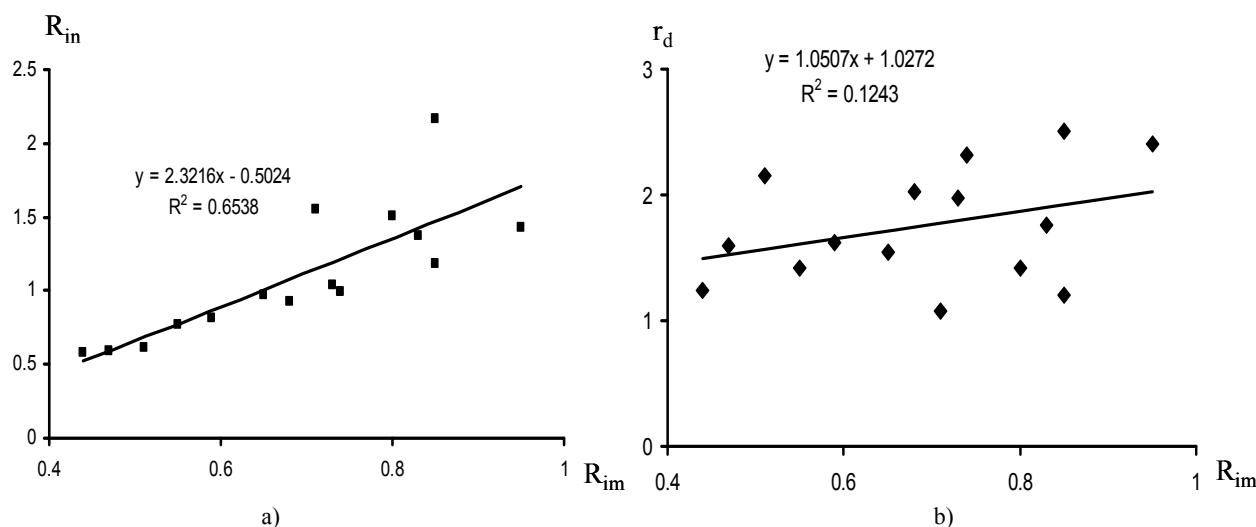 R_in
2.5
2
1.5
1
0.5
0
y = 2.3216x - 0.5024
R² = 0.6538
0.4 0.6 0.8 1
R_im
a)
r_d
y = 1.0507x + 1.0272
R² = 0.1243
3
2
1
0
0.4 0.6 0.8 1
R_im
b)